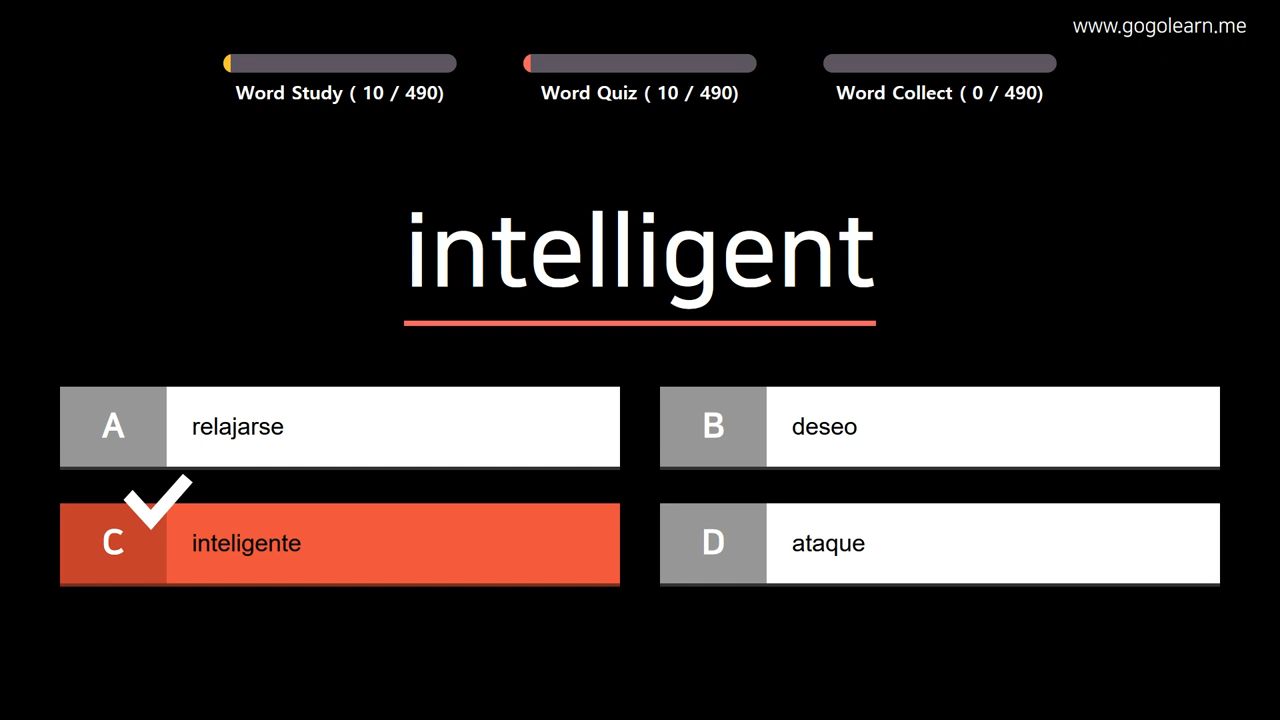 www.gogolearn.me
Word Study ( 10 / 490)
Word Quiz ( 10 / 490)
Word Collect ( 0 / 490)
intelligent
A relajarse
B deseo
C inteligente
D ataque